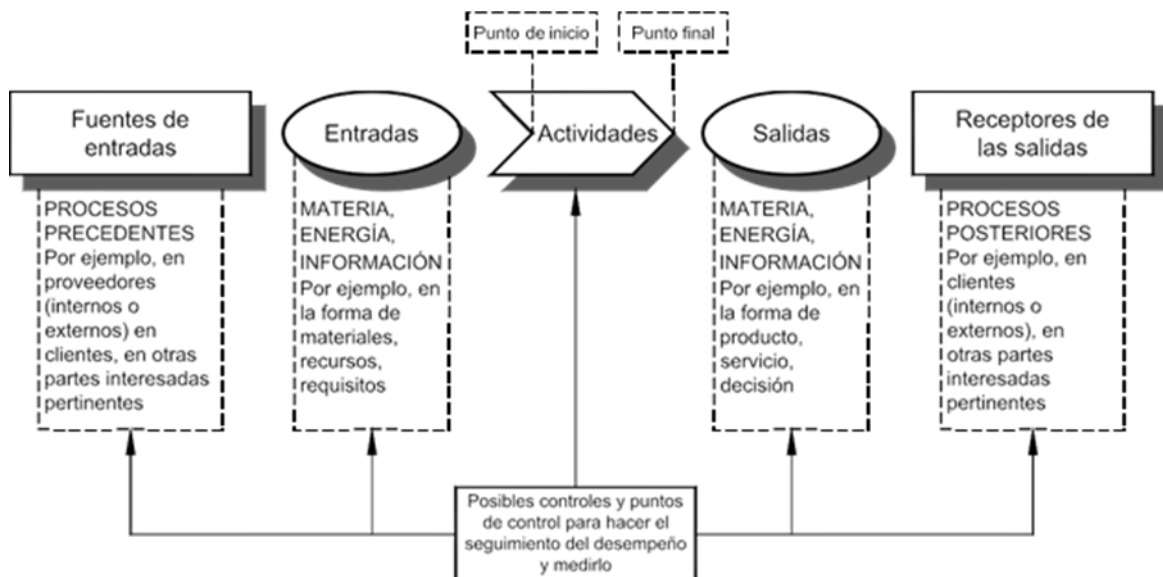 Punto de inicio
Punto final
Fuentes de
entradas
Entradas
Actividades
Salidas
Receptores de
las salidas
PROCESOS
PRECEDENTES
Por ejemplo, en
proveedores
(internos o
externos) en
clientes, en otras
partes interesadas
pertinentes
MATERIA,
ENERGÍA,
INFORMACIÓN
Por ejemplo, en
la forma de
materiales,
recursos,
requisitos
MATERIA,
ENERGÍA,
INFORMACIÓN
Por ejemplo, en
la forma de
producto,
servicio,
decisión
PROCESOS
POSTERIORES
Por ejemplo, en
clientes
(internos o
externos), en
otras partes
interesadas
pertinentes
Posibles controles y puntos
de control para hacer el
seguimiento del desempeño
y medirlo